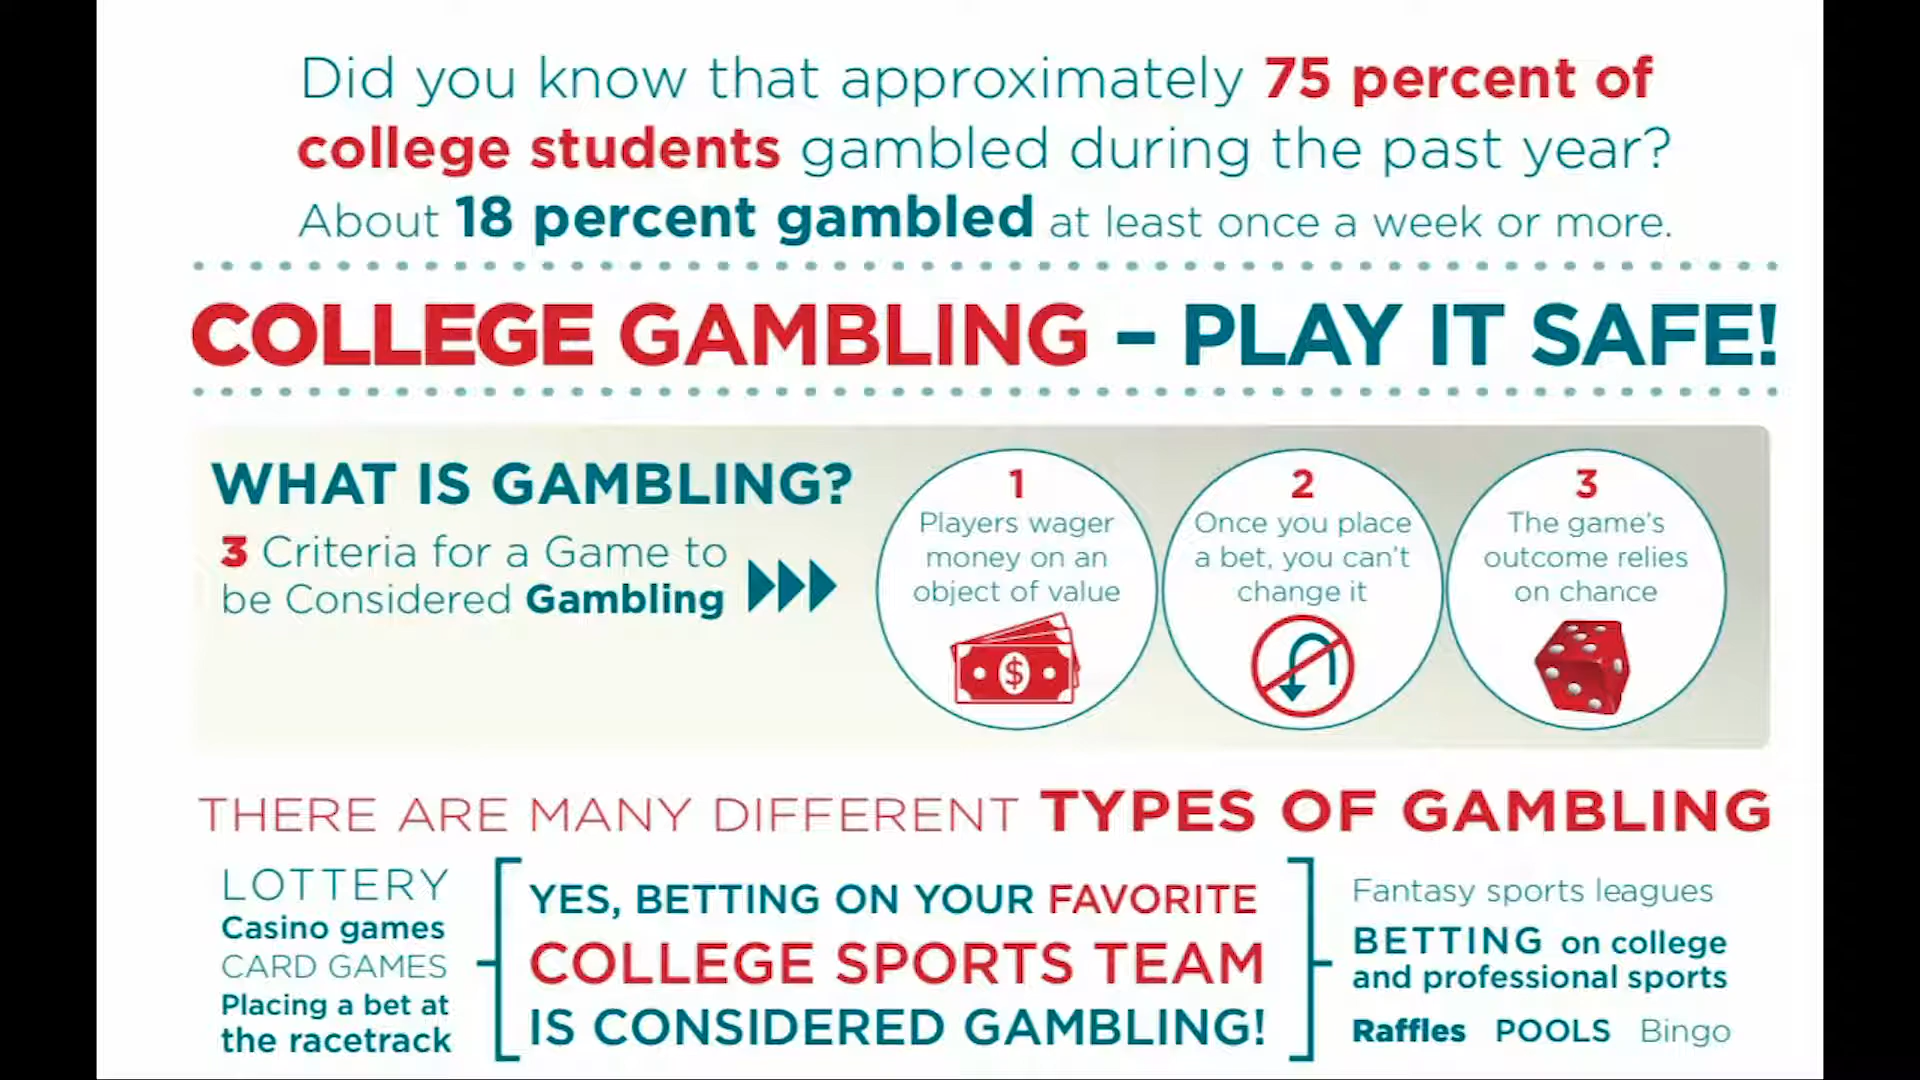 Did you know that approximately 75 percent of
college students gambled during the past year?
About 18 percent gambled at least once a week or more.
COLLEGE GAMBLING – PLAY IT SAFE!
WHAT IS GAMBLING?
3 Criteria for a Game to
be Considered Gambling
1
Players wager
money on an
object of value
$
2
Once you place
a bet, you can't
change it
3
The game's
outcome relies
on chance
THERE ARE MANY DIFFERENT TYPES OF GAMBLING
LOTTERY
Casino games
CARD GAMES
Placing a bet at
the racetrack
YES, BETTING ON YOUR FAVORITE
COLLEGE SPORTS TEAM
IS CONSIDERED GAMBLING!
Fantasy sports leagues
BETTING on college
and professional sports
Raffles POOLS Bingo